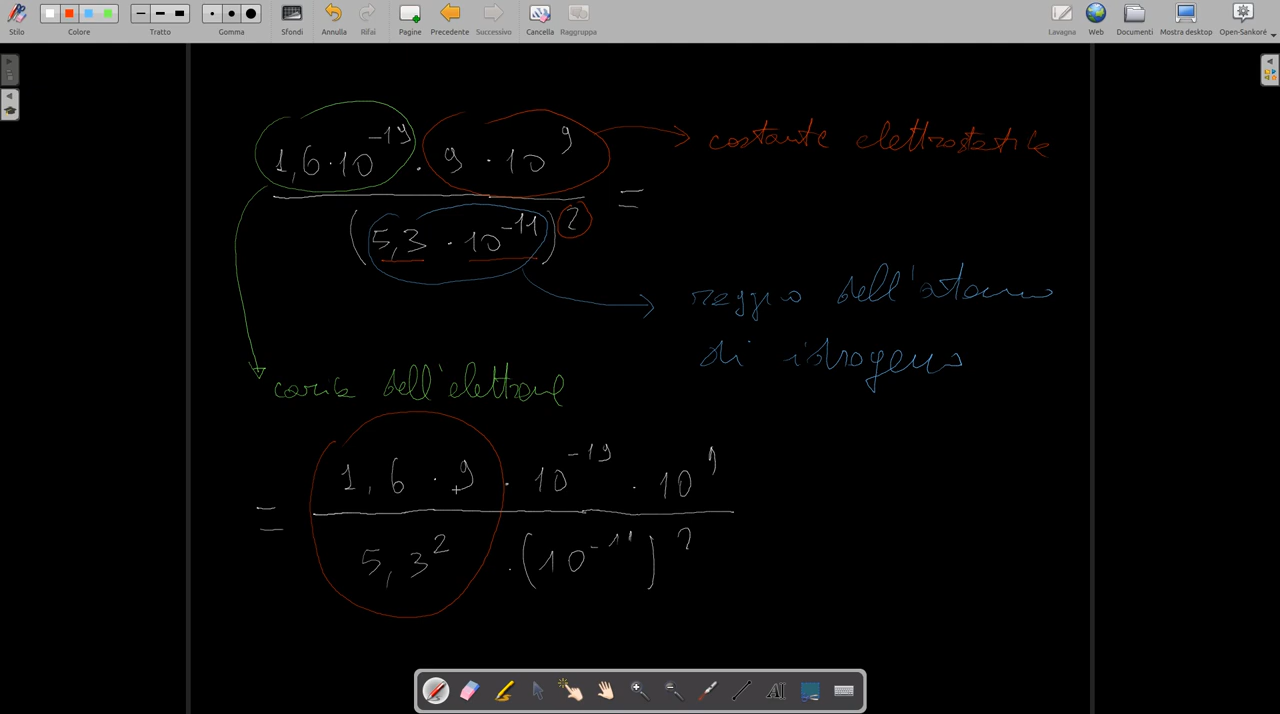 Stilo Colore Tratto Gomma Sfondi Annulla Rifai Pagine Precedente Successivo Cancella Raggruppa Lavagna Web Documenti Mostra desktop Open-Sankoré
1,6·10^-19 · 9·10^9 → costante elettrostatica
=
(5,3·10^-11)^2
raggio dell'atomo
di idrogeno
carica dell'elettrone
1,6·9 · 10^-19 · 10^9
=
5,3^2 · (10^-11)^2
AI